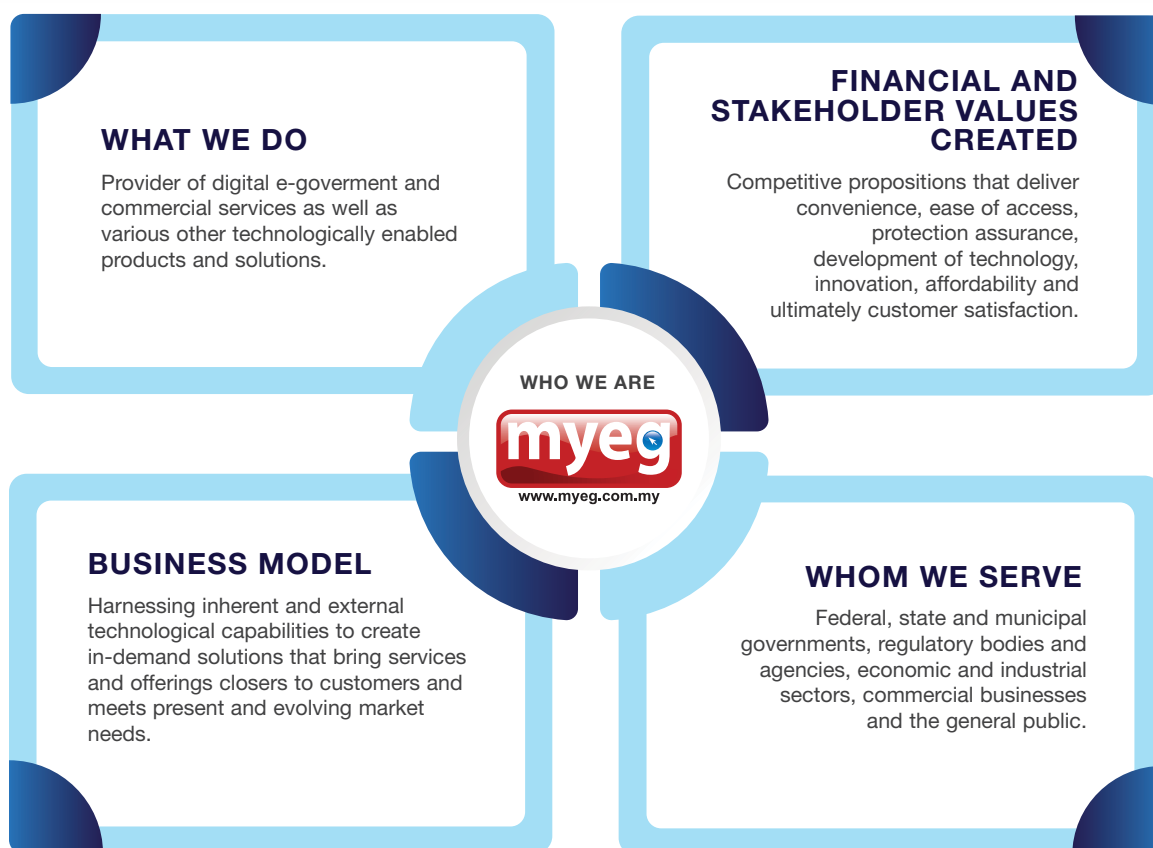 WHAT WE DO
Provider of digital e-goverment and
commercial services as well as
various other technologically enabled
products and solutions.
FINANCIAL AND
STAKEHOLDER VALUES
CREATED
Competitive propositions that deliver
convenience, ease of access,
protection assurance,
development of technology,
innovation, affordability and
ultimately customer satisfaction.
WHO WE ARE
myeg
www.myeg.com.my
BUSINESS MODEL
Harnessing inherent and external
technological capabilities to create
in-demand solutions that bring services
and offerings closers to customers and
meets present and evolving market
needs.
WHOM WE SERVE
Federal, state and municipal
governments, regulatory bodies and
agencies, economic and industrial
sectors, commercial businesses
and the general public.